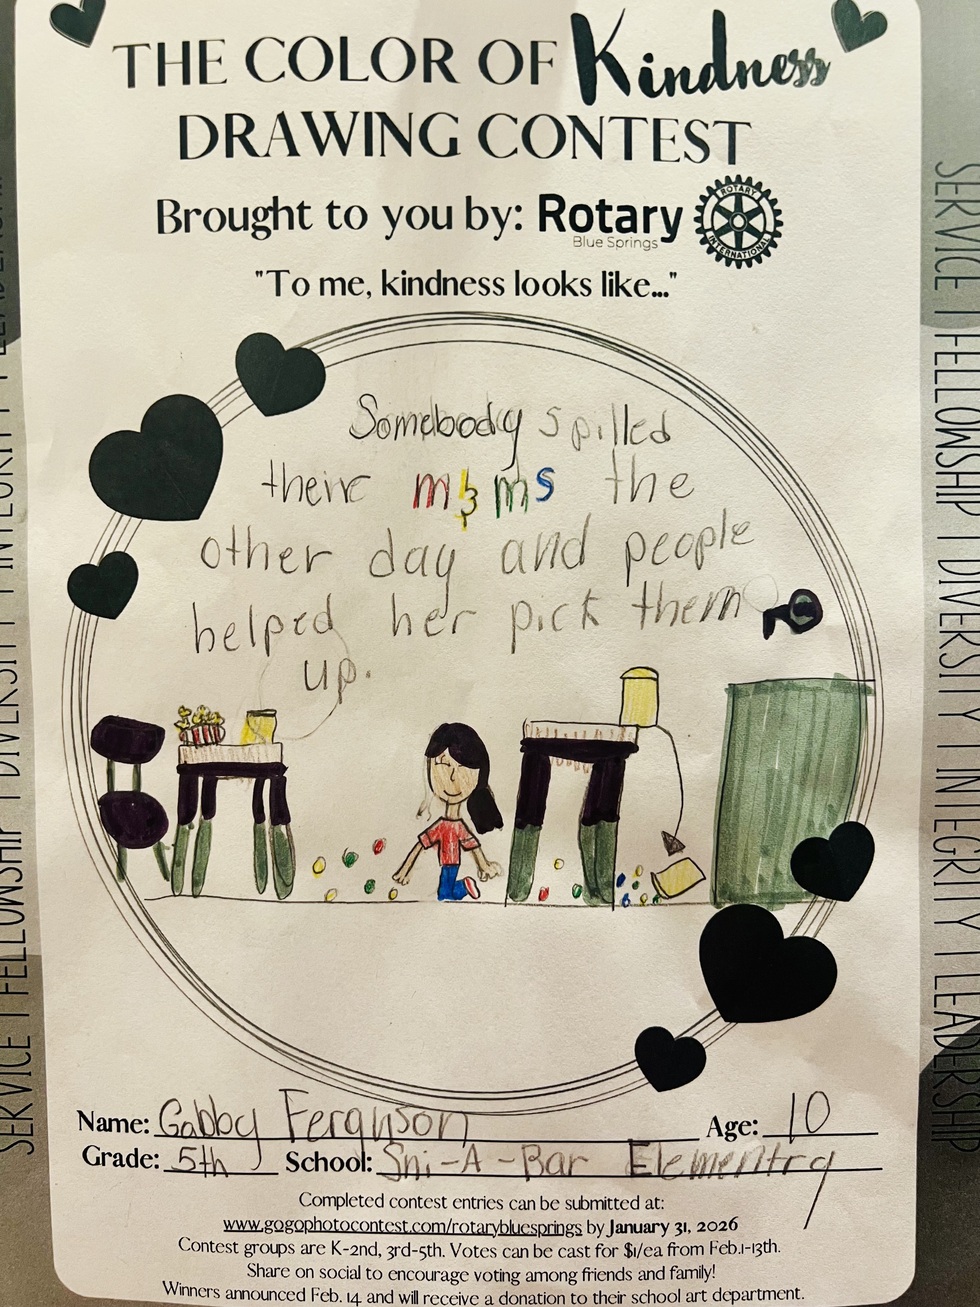 THE COLOR OF Kindness
DRAWING CONTEST
Brought to you by: Rotary
Blue Springs
ROTARY
INTERNATIONAL
"To me, kindness looks like..."
Somebody spilled
their m&ms the
other day and people
helped her pick them
up.
Name: Gabby Ferguson Age: 10
Grade: 5th School: Sni-A-Bar Elementry
Completed contest entries can be submitted at:
www.gogophotocontest.com/rotarybluesprings by January 31, 2026
Contest groups are K-2nd, 3rd-5th. Votes can be cast for $1/ea from Feb.1-13th.
Share on social to encourage voting among friends and family!
Winners announced Feb. 14 and will receive a donation to their school art department.
SERVICE | FELLOWSHIP | DIVERSITY | INTEGRITY | LEADERSHIP
SERVICE | FELLOWSHIP | DIVERSITY | INTEGRITY | LEADERSHIP